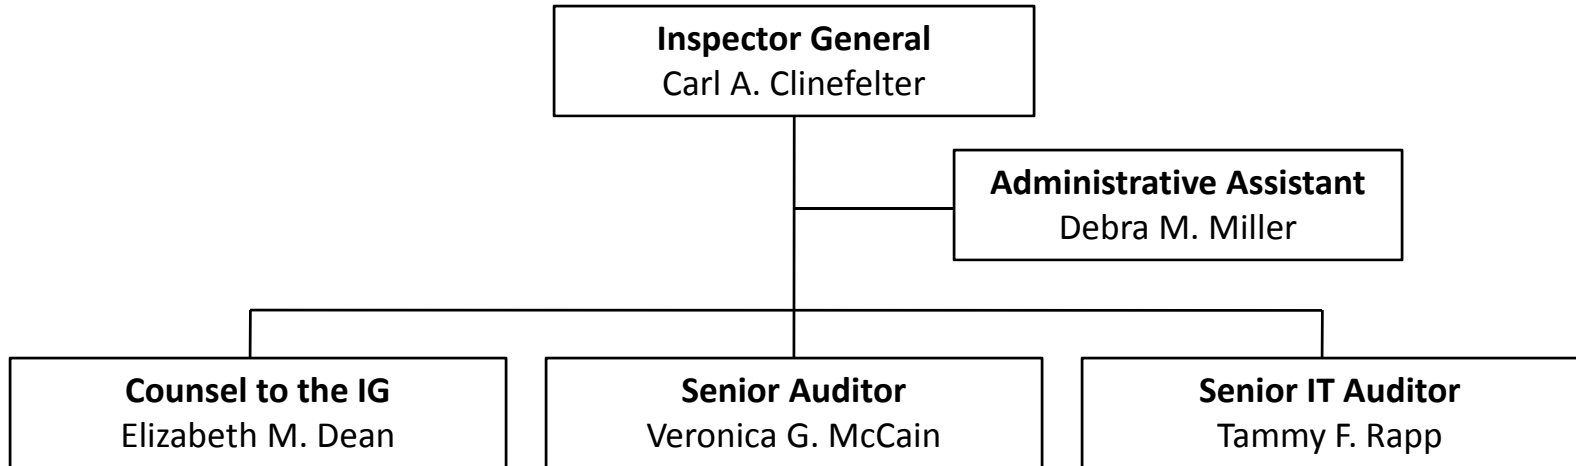 Inspector General
Carl A. Clinefelter
Administrative Assistant
Debra M. Miller
Counsel to the IG
Elizabeth M. Dean
Senior Auditor
Veronica G. McCain
Senior IT Auditor
Tammy F. Rapp